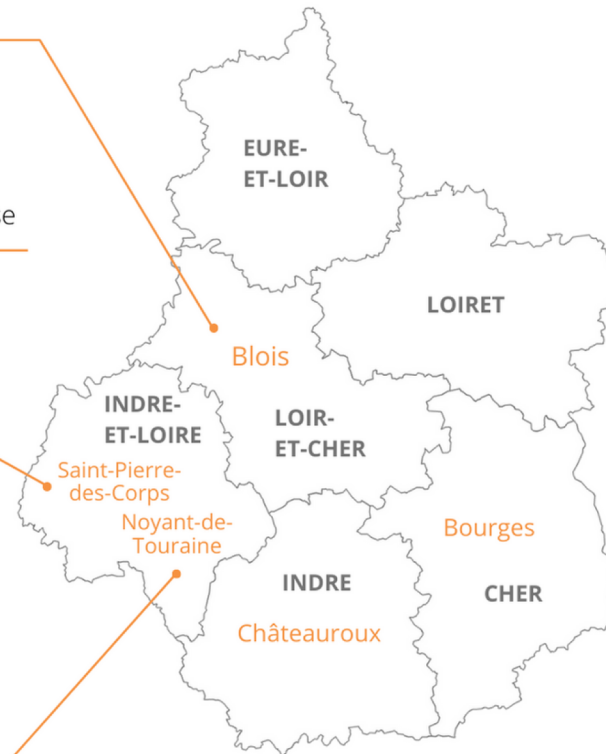 EURE-
ET-LOIR
LOIRET
Blois
INDRE-
ET-LOIRE
LOIR-
ET-CHER
Saint-Pierre-
des-Corps
Noyant-de-
Touraine
Bourges
INDRE
CHER
Châteauroux